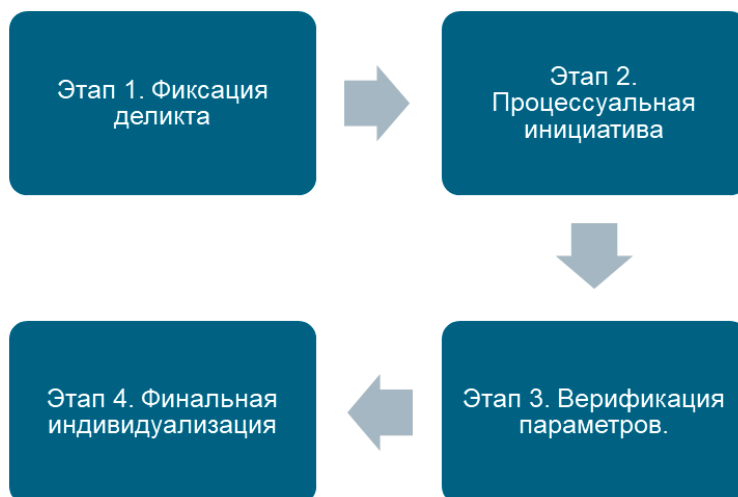 Этап 1. Фиксация
деликта
Этап 2.
Процессуальная
инициатива
Этап 3. Верификация
параметров.
Этап 4. Финальная
индивидуализация